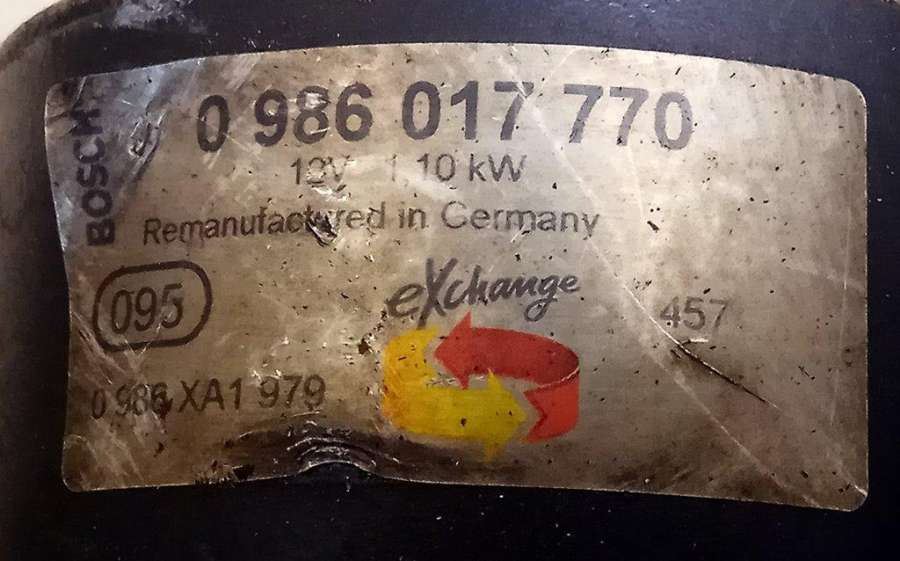 BOSCH
0 986 017 770
12V 1,10 kW
Remanufactured in Germany
eXchange
095
457
0 986 XA1 979